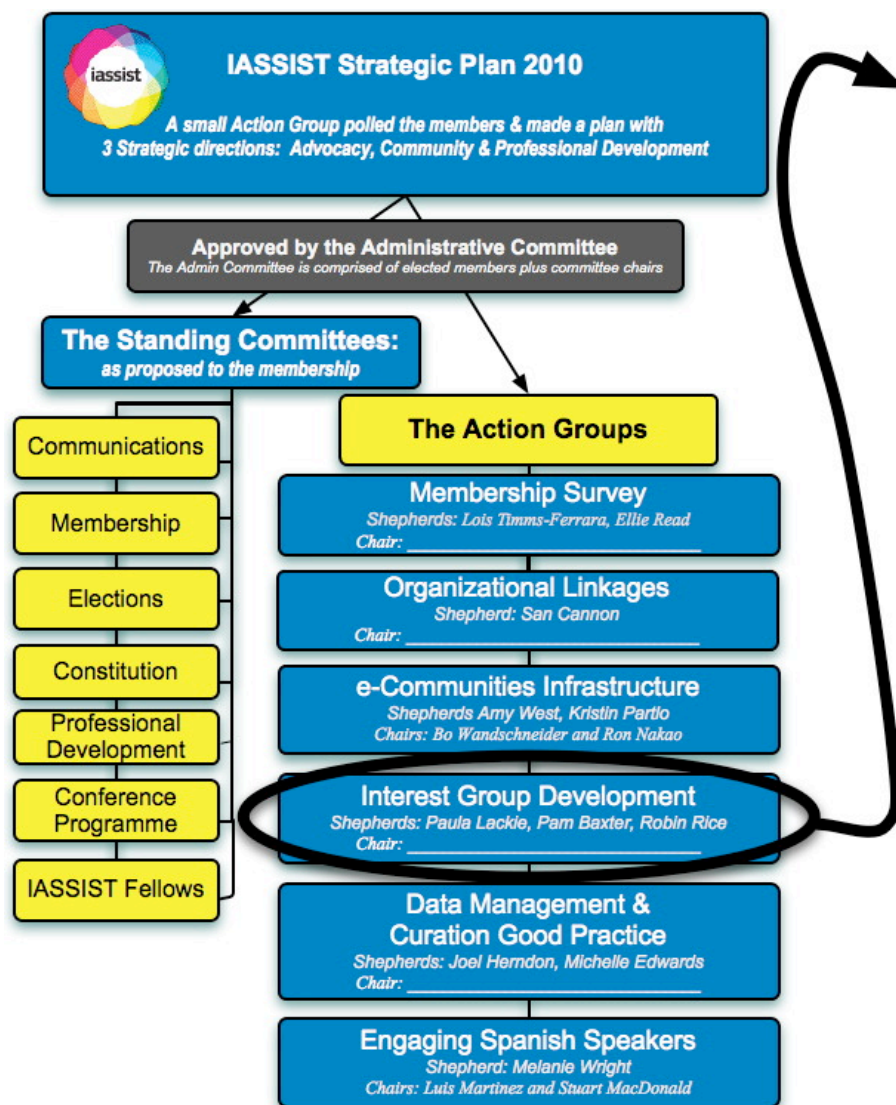 iassist
IASSIST Strategic Plan 2010
A small Action Group polled the members & made a plan with
3 Strategic directions: Advocacy, Community & Professional Development
Approved by the Administrative Committee
The Admin Committee is comprised of elected members plus committee chairs
The Standing Committees:
as proposed to the membership
Communications
Membership
Elections
Constitution
Professional
Development
Conference
Programme
IASSIST Fellows
The Action Groups
Membership Survey
Shepherds: Lois Timms-Ferrara, Ellie Read
Chair: ______________________________
Organizational Linkages
Shepherd: San Cannon
Chair: ______________________________
e-Communities Infrastructure
Shepherds Amy West, Kristin Partlo
Chairs: Bo Wandschneider and Ron Nakao
Interest Group Development
Shepherds: Paula Lackie, Pam Baxter, Robin Rice
Chair: ______________________________
Data Management &
Curation Good Practice
Shepherds: Joel Herndon, Michelle Edwards
Chair: ______________________________
Engaging Spanish Speakers
Shepherd: Melanie Wright
Chairs: Luis Martinez and Stuart MacDonald